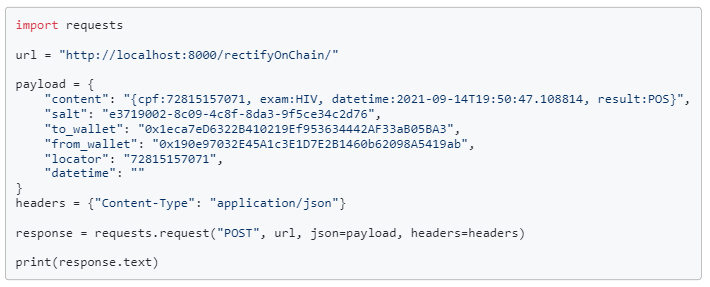 import requests
url = "http://localhost:8000/rectifyOnChain/"
payload = {
    "content": "{cpf:72815157071, exam:HIV, datetime:2021-09-14T19:50:47.108814, result:POS}",
    "salt": "e3719002-8c09-4c8f-8da3-9f5ce34c2d76",
    "to_wallet": "0x1eca7eD6322B410219Ef953634442AF33aB05BA3",
    "from_wallet": "0x190e97032E45A1c3E1D7E2B1460b62098A5419ab",
    "locator": "72815157071",
    "datetime": ""
}
headers = {"Content-Type": "application/json"}
response = requests.request("POST", url, json=payload, headers=headers)
print(response.text)